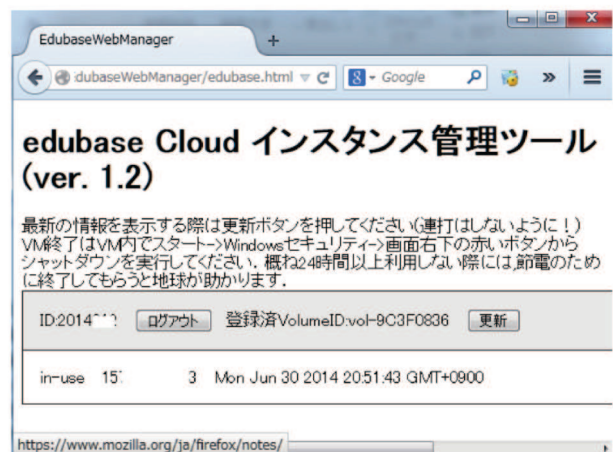 EdubaseWebManager
dubaseWebManager/edubase.html
Google
edubase Cloud インスタンス管理ツール
(ver. 1.2)
最新の情報を表示する際は更新ボタンを押してください(連打はしないように！)
VM終了はVM内でスタート->Windowsセキュリティー->画面右下の赤いボタンから
シャットダウンを実行してください．概ね24時間以上利用しない際には,節電のため
に終了してもらうと地球が助かります．
ID:2014 ログアウト 登録済VolumeID:vol-9C3F0836 更新
in-use 15 3 Mon Jun 30 2014 20:51:43 GMT+0900
https://www.mozilla.org/ja/firefox/notes/